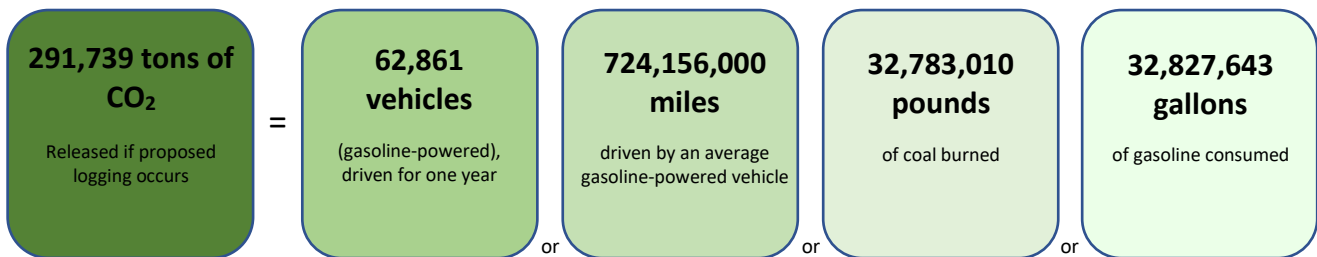 291,739 tons of
CO₂
Released if proposed
logging occurs
=
62,861
vehicles
(gasoline-powered),
driven for one year
or
724,156,000
miles
driven by an average
gasoline-powered vehicle
or
32,783,010
pounds
of coal burned
or
32,827,643
gallons
of gasoline consumed